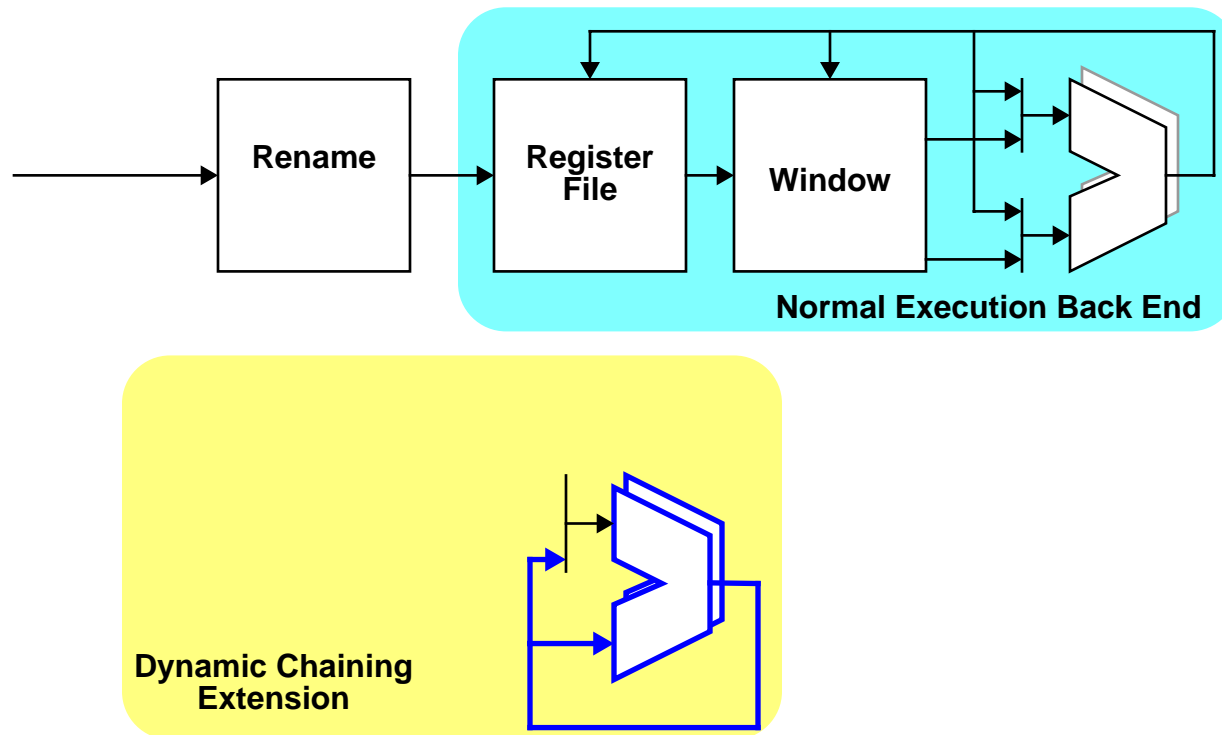 Rename
Register
File
Window
Normal Execution Back End
Dynamic Chaining
Extension